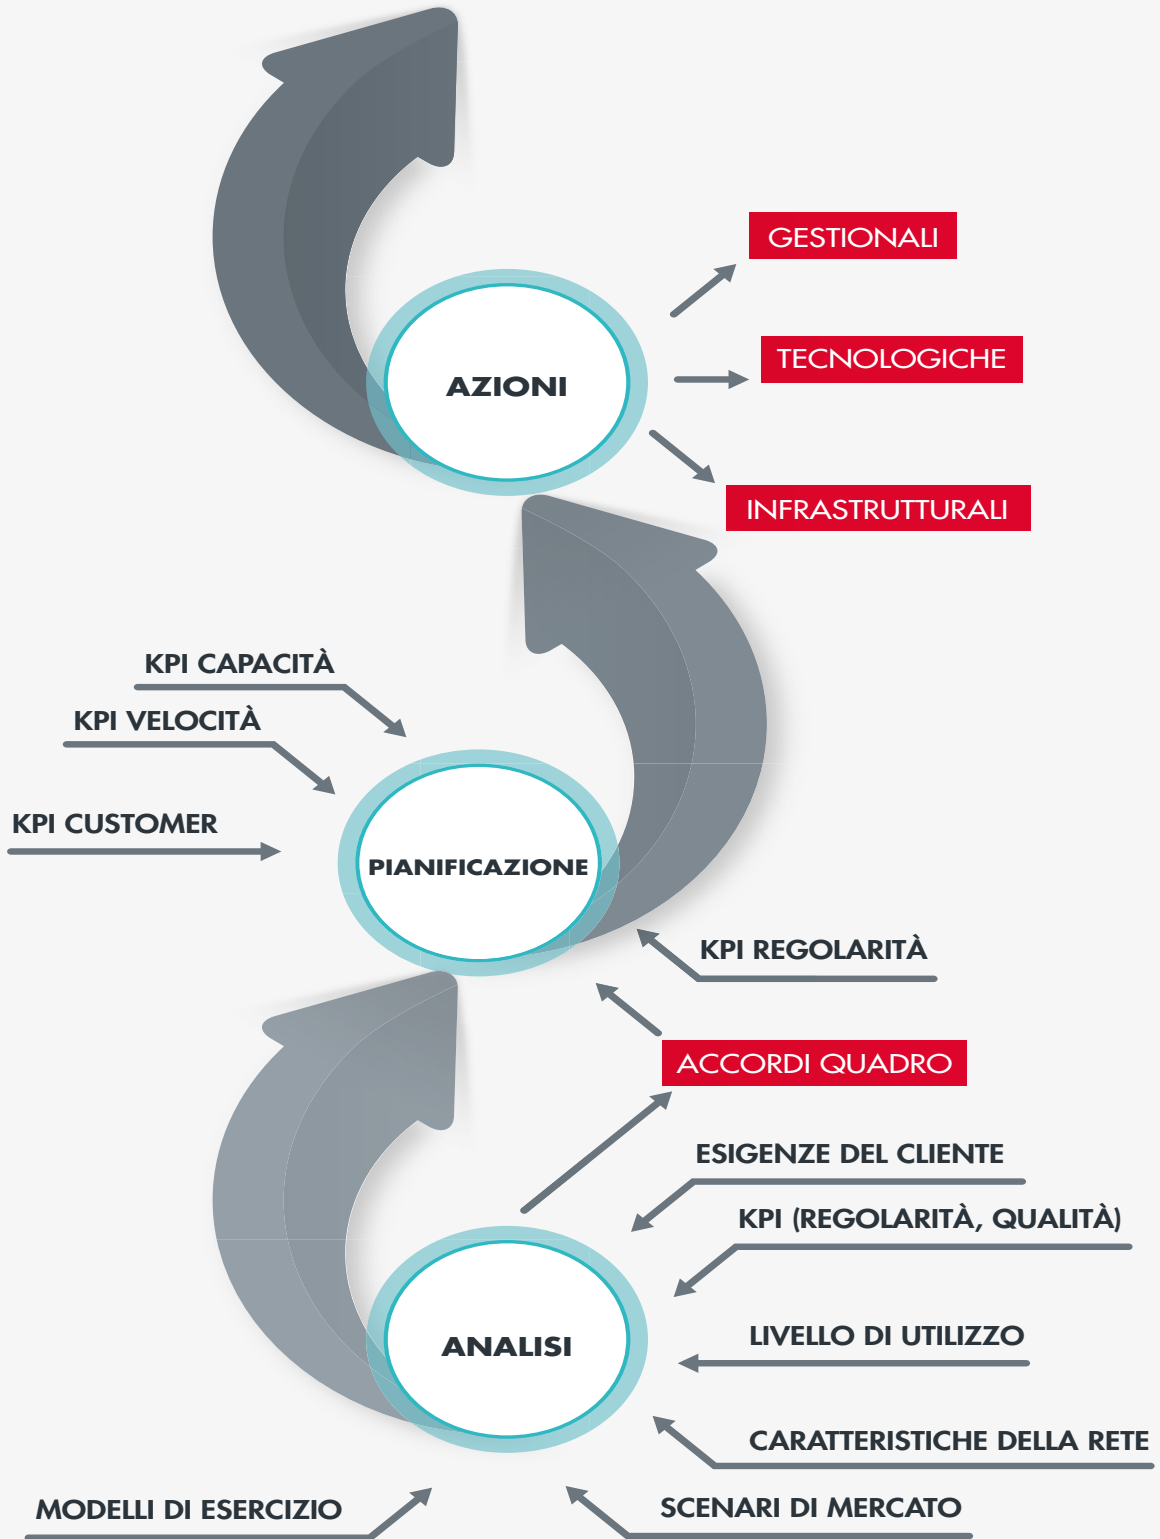 GESTIONALI
TECNOLOGICHE
AZIONI
INFRASTRUTTURALI
KPI CAPACITÀ
KPI VELOCITÀ
KPI CUSTOMER
PIANIFICAZIONE
KPI REGOLARITÀ
ACCORDI QUADRO
ESIGENZE DEL CLIENTE
KPI (REGOLARITÀ, QUALITÀ)
LIVELLO DI UTILIZZO
ANALISI
CARATTERISTICHE DELLA RETE
MODELLI DI ESERCIZIO
SCENARI DI MERCATO